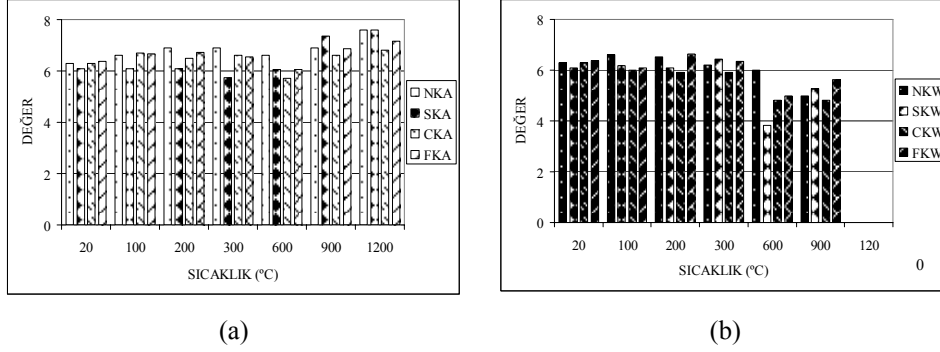 8
6
4
2
0
DEĞER
20 100 200 300 600 900 1200
SICAKLIK (ºC)
NKA
SKA
CKA
FKA
(a)
8
6
4
2
0
DEĞER
20 100 200 300 600 900 120
0
SICAKLIK (ºC)
NKW
SKW
CKW
FKW
(b)